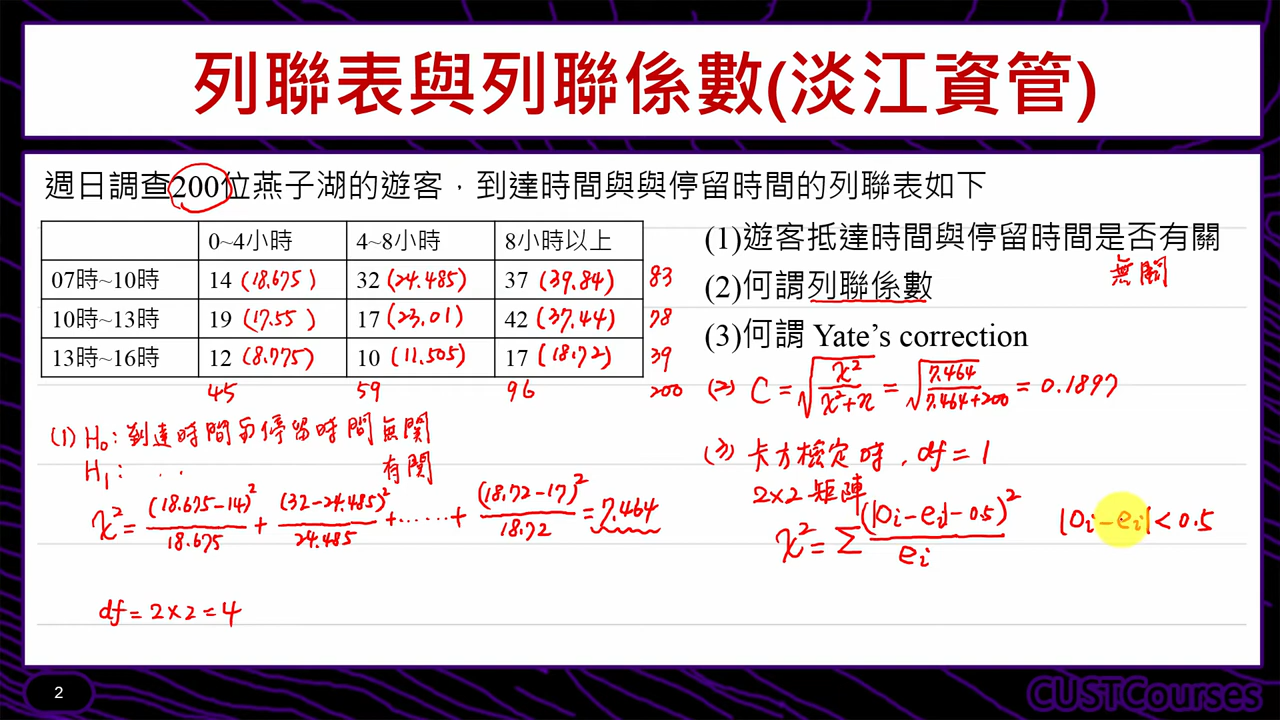 列聯表與列聯係數(淡江資管)
週日調查200位燕子湖的遊客，到達時間與與停留時間的列聯表如下
0~4小時 4~8小時 8小時以上
07時~10時 14 (18.675) 32 (24.485) 37 (39.84) 83
10時~13時 19 (17.55) 17 (23.01) 42 (37.44) 78
13時~16時 12 (8.775) 10 (11.505) 17 (18.72) 39
45 59 96 200
(1) H₀: 到達時間與停留時間無關
H₁: .. 有關
χ² = (18.675-14)²/18.675 + (32-24.485)²/24.485 + ...... + (18.72-17)²/18.72 = 7.464
df = 2×2 = 4
(1)遊客抵達時間與停留時間是否有關
無關
(2)何謂列聯係數
(3)何謂 Yate’s correction
(2) C = √(χ²/(χ²+n)) = √(7.464/(7.464+200)) = 0.1897
(3) 卡方檢定時, df = 1
2×2 矩陣
χ² = Σ (|Oi-ei|-0.5)²/ei |Oi-ei| < 0.5
2
CUSTCourses